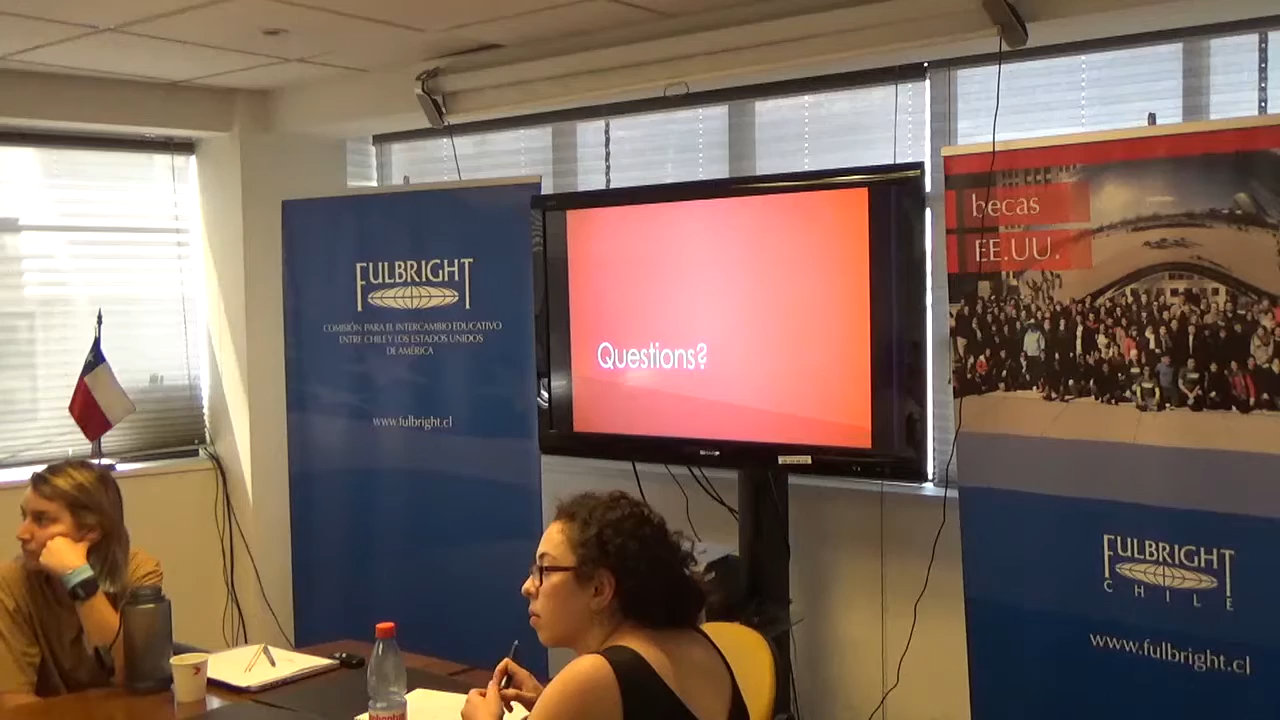 FULBRIGHT
COMISIÓN PARA EL INTERCAMBIO EDUCATIVO
ENTRE CHILE Y LOS ESTADOS UNIDOS
DE AMÉRICA
www.fulbright.cl
Questions?
SHARP
becas
EE.UU.
FULBRIGHT
CHILE
www.fulbright.cl